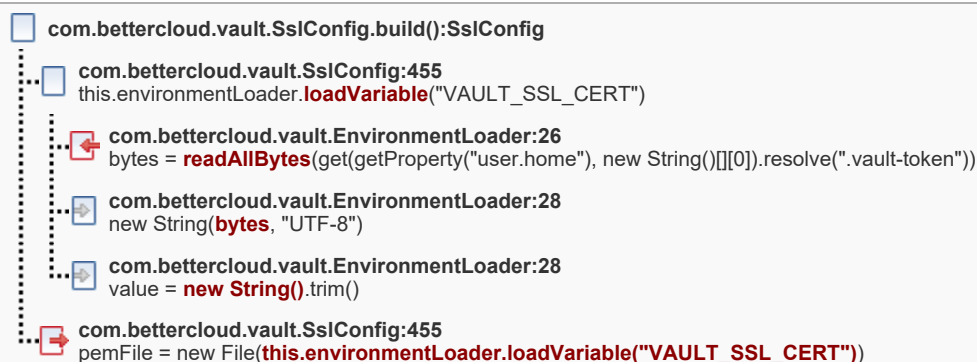 com.bettercloud.vault.SslConfig.build():SslConfig
com.bettercloud.vault.SslConfig:455
this.environmentLoader.loadVariable("VAULT_SSL_CERT")
com.bettercloud.vault.EnvironmentLoader:26
bytes = readAllBytes(get(getProperty("user.home"), new String()[][0]).resolve(".vault-token"))
com.bettercloud.vault.EnvironmentLoader:28
new String(bytes, "UTF-8")
com.bettercloud.vault.EnvironmentLoader:28
value = new String().trim()
com.bettercloud.vault.SslConfig:455
pemFile = new File(this.environmentLoader.loadVariable("VAULT_SSL_CERT"))